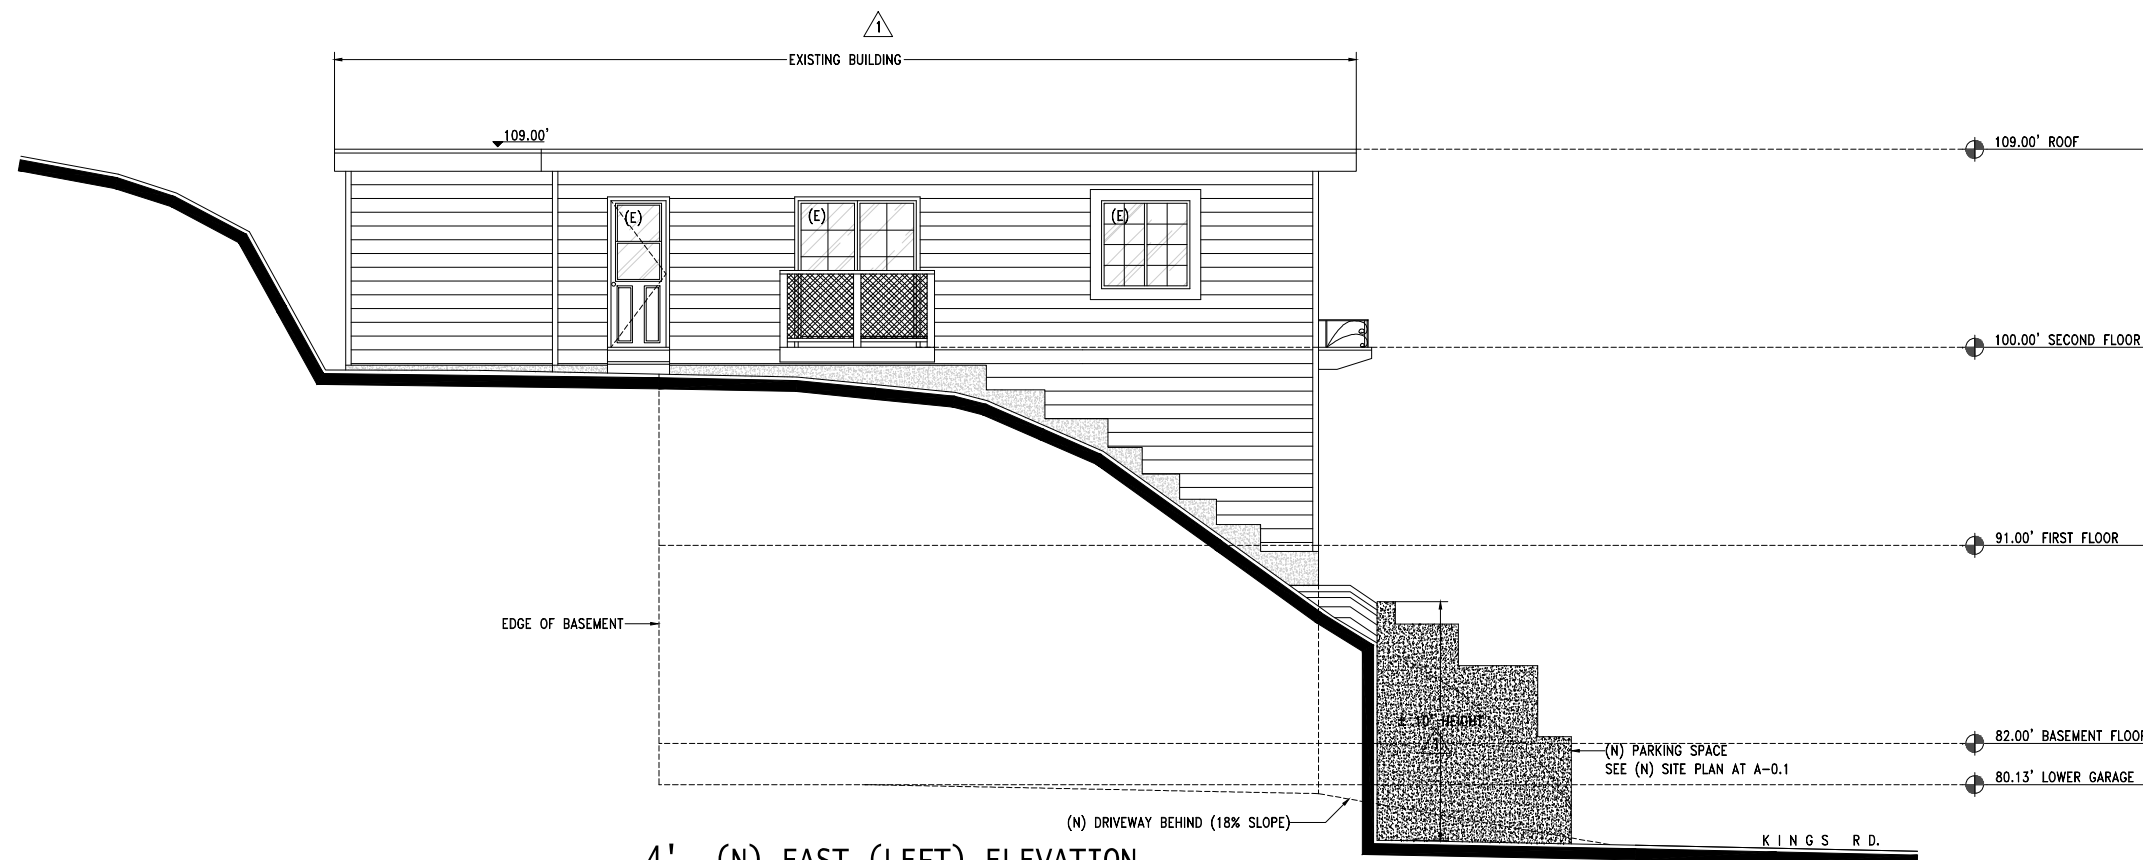 1
EXISTING BUILDING
109.00'
109.00' ROOF
(E)
(E)
(E)
100.00' SECOND FLOOR
91.00' FIRST FLOOR
EDGE OF BASEMENT
± 10' HEIGHT
82.00' BASEMENT FLOOR
(N) PARKING SPACE
SEE (N) SITE PLAN AT A-0.1
80.13' LOWER GARAGE
(N) DRIVEWAY BEHIND (18% SLOPE)
KINGS RD.
4' (N) EAST (LEFT) ELEVATION